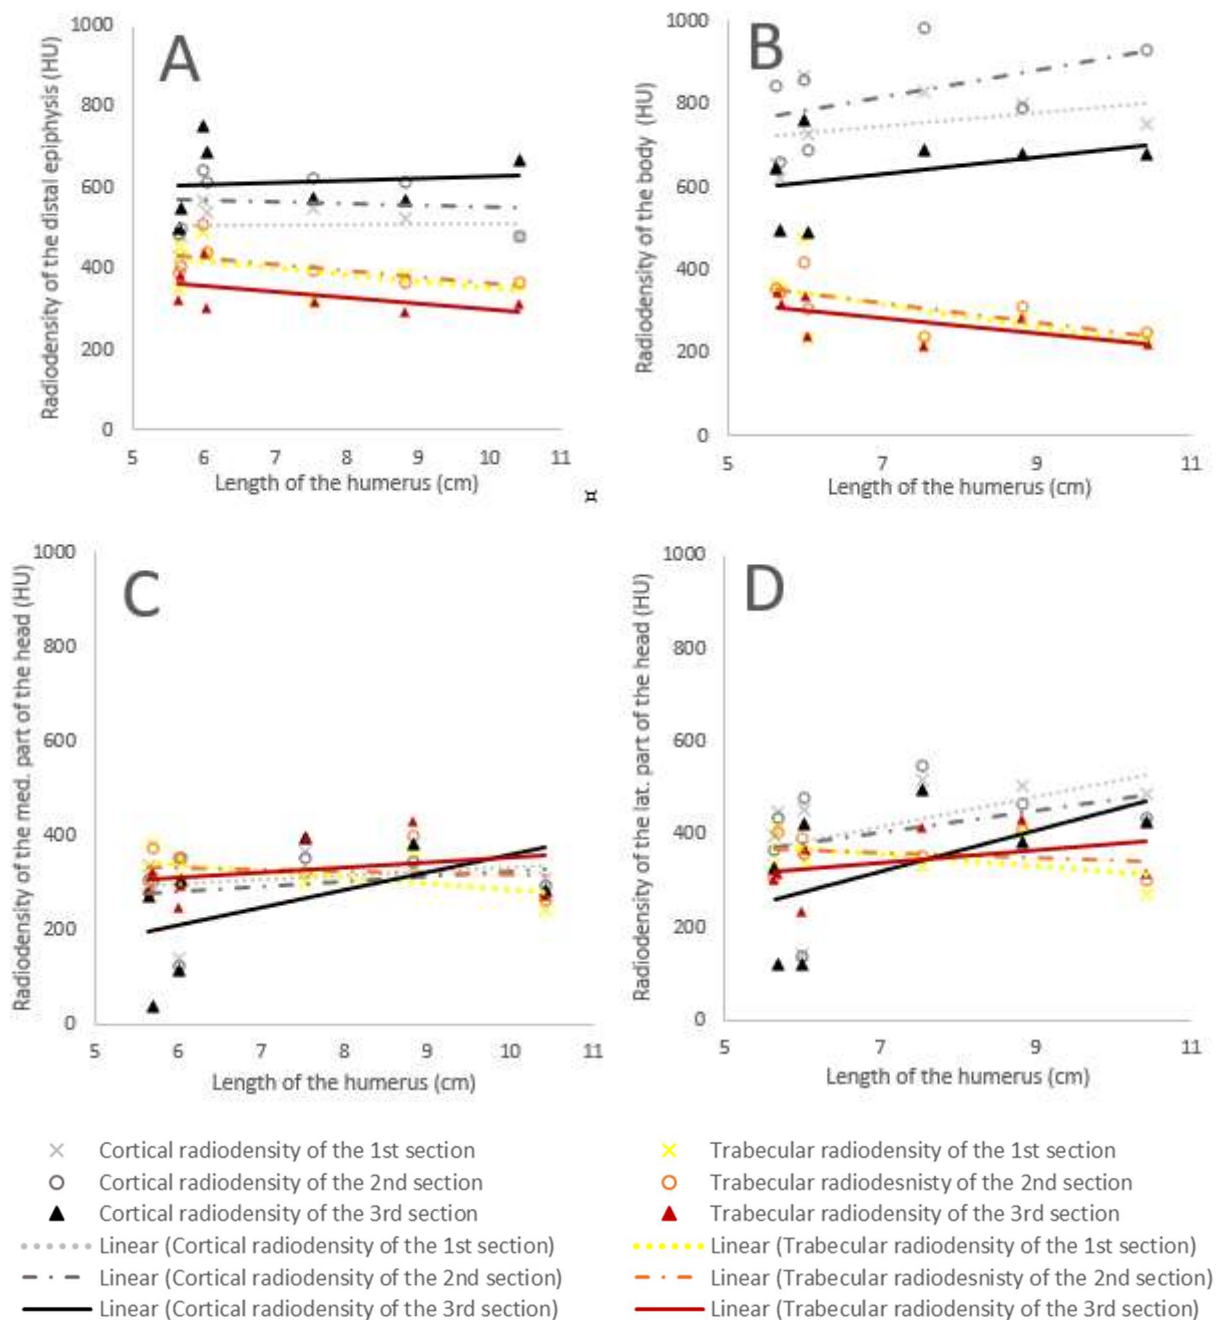 A
Radiodensity of the distal epiphysis (HU)
1000
800
600
400
200
0
5 6 7 8 9 10 11
Length of the humerus (cm)
¤
B
Radiodensity of the body (HU)
1000
800
600
400
200
0
5 7 9 11
Length of the humerus (cm)
C
Radiodensity of the med. part of the head (HU)
1000
800
600
400
200
0
5 6 7 8 9 10 11
Length of the humerus (cm)
D
Radiodensity of the lat. part of the head (HU)
1000
800
600
400
200
0
5 7 9 11
Length of the humerus (cm)
Cortical radiodensity of the 1st section
Cortical radiodensity of the 2nd section
Cortical radiodensity of the 3rd section
Linear (Cortical radiodensity of the 1st section)
Linear (Cortical radiodensity of the 2nd section)
Linear (Cortical radiodensity of the 3rd section)
Trabecular radiodensity of the 1st section
Trabecular radiodesnisty of the 2nd section
Trabecular radiodensity of the 3rd section
Linear (Trabecular radiodensity of the 1st section)
Linear (Trabecular radiodesnisty of the 2nd section)
Linear (Trabecular radiodensity of the 3rd section)